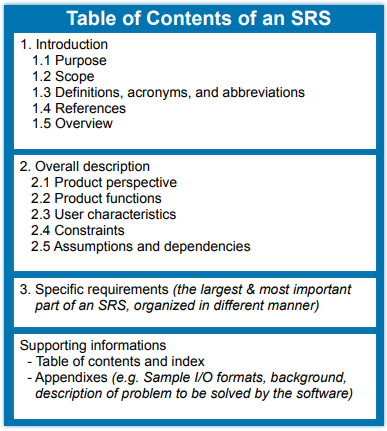 Table of Contents of an SRS
1. Introduction
1.1 Purpose
1.2 Scope
1.3 Definitions, acronyms, and abbreviations
1.4 References
1.5 Overview
2. Overall description
2.1 Product perspective
2.2 Product functions
2.3 User characteristics
2.4 Constraints
2.5 Assumptions and dependencies
3. Specific requirements (the largest & most important
part of an SRS, organized in different manner)
Supporting informations
- Table of contents and index
- Appendixes (e.g. Sample I/O formats, background,
description of problem to be solved by the software)